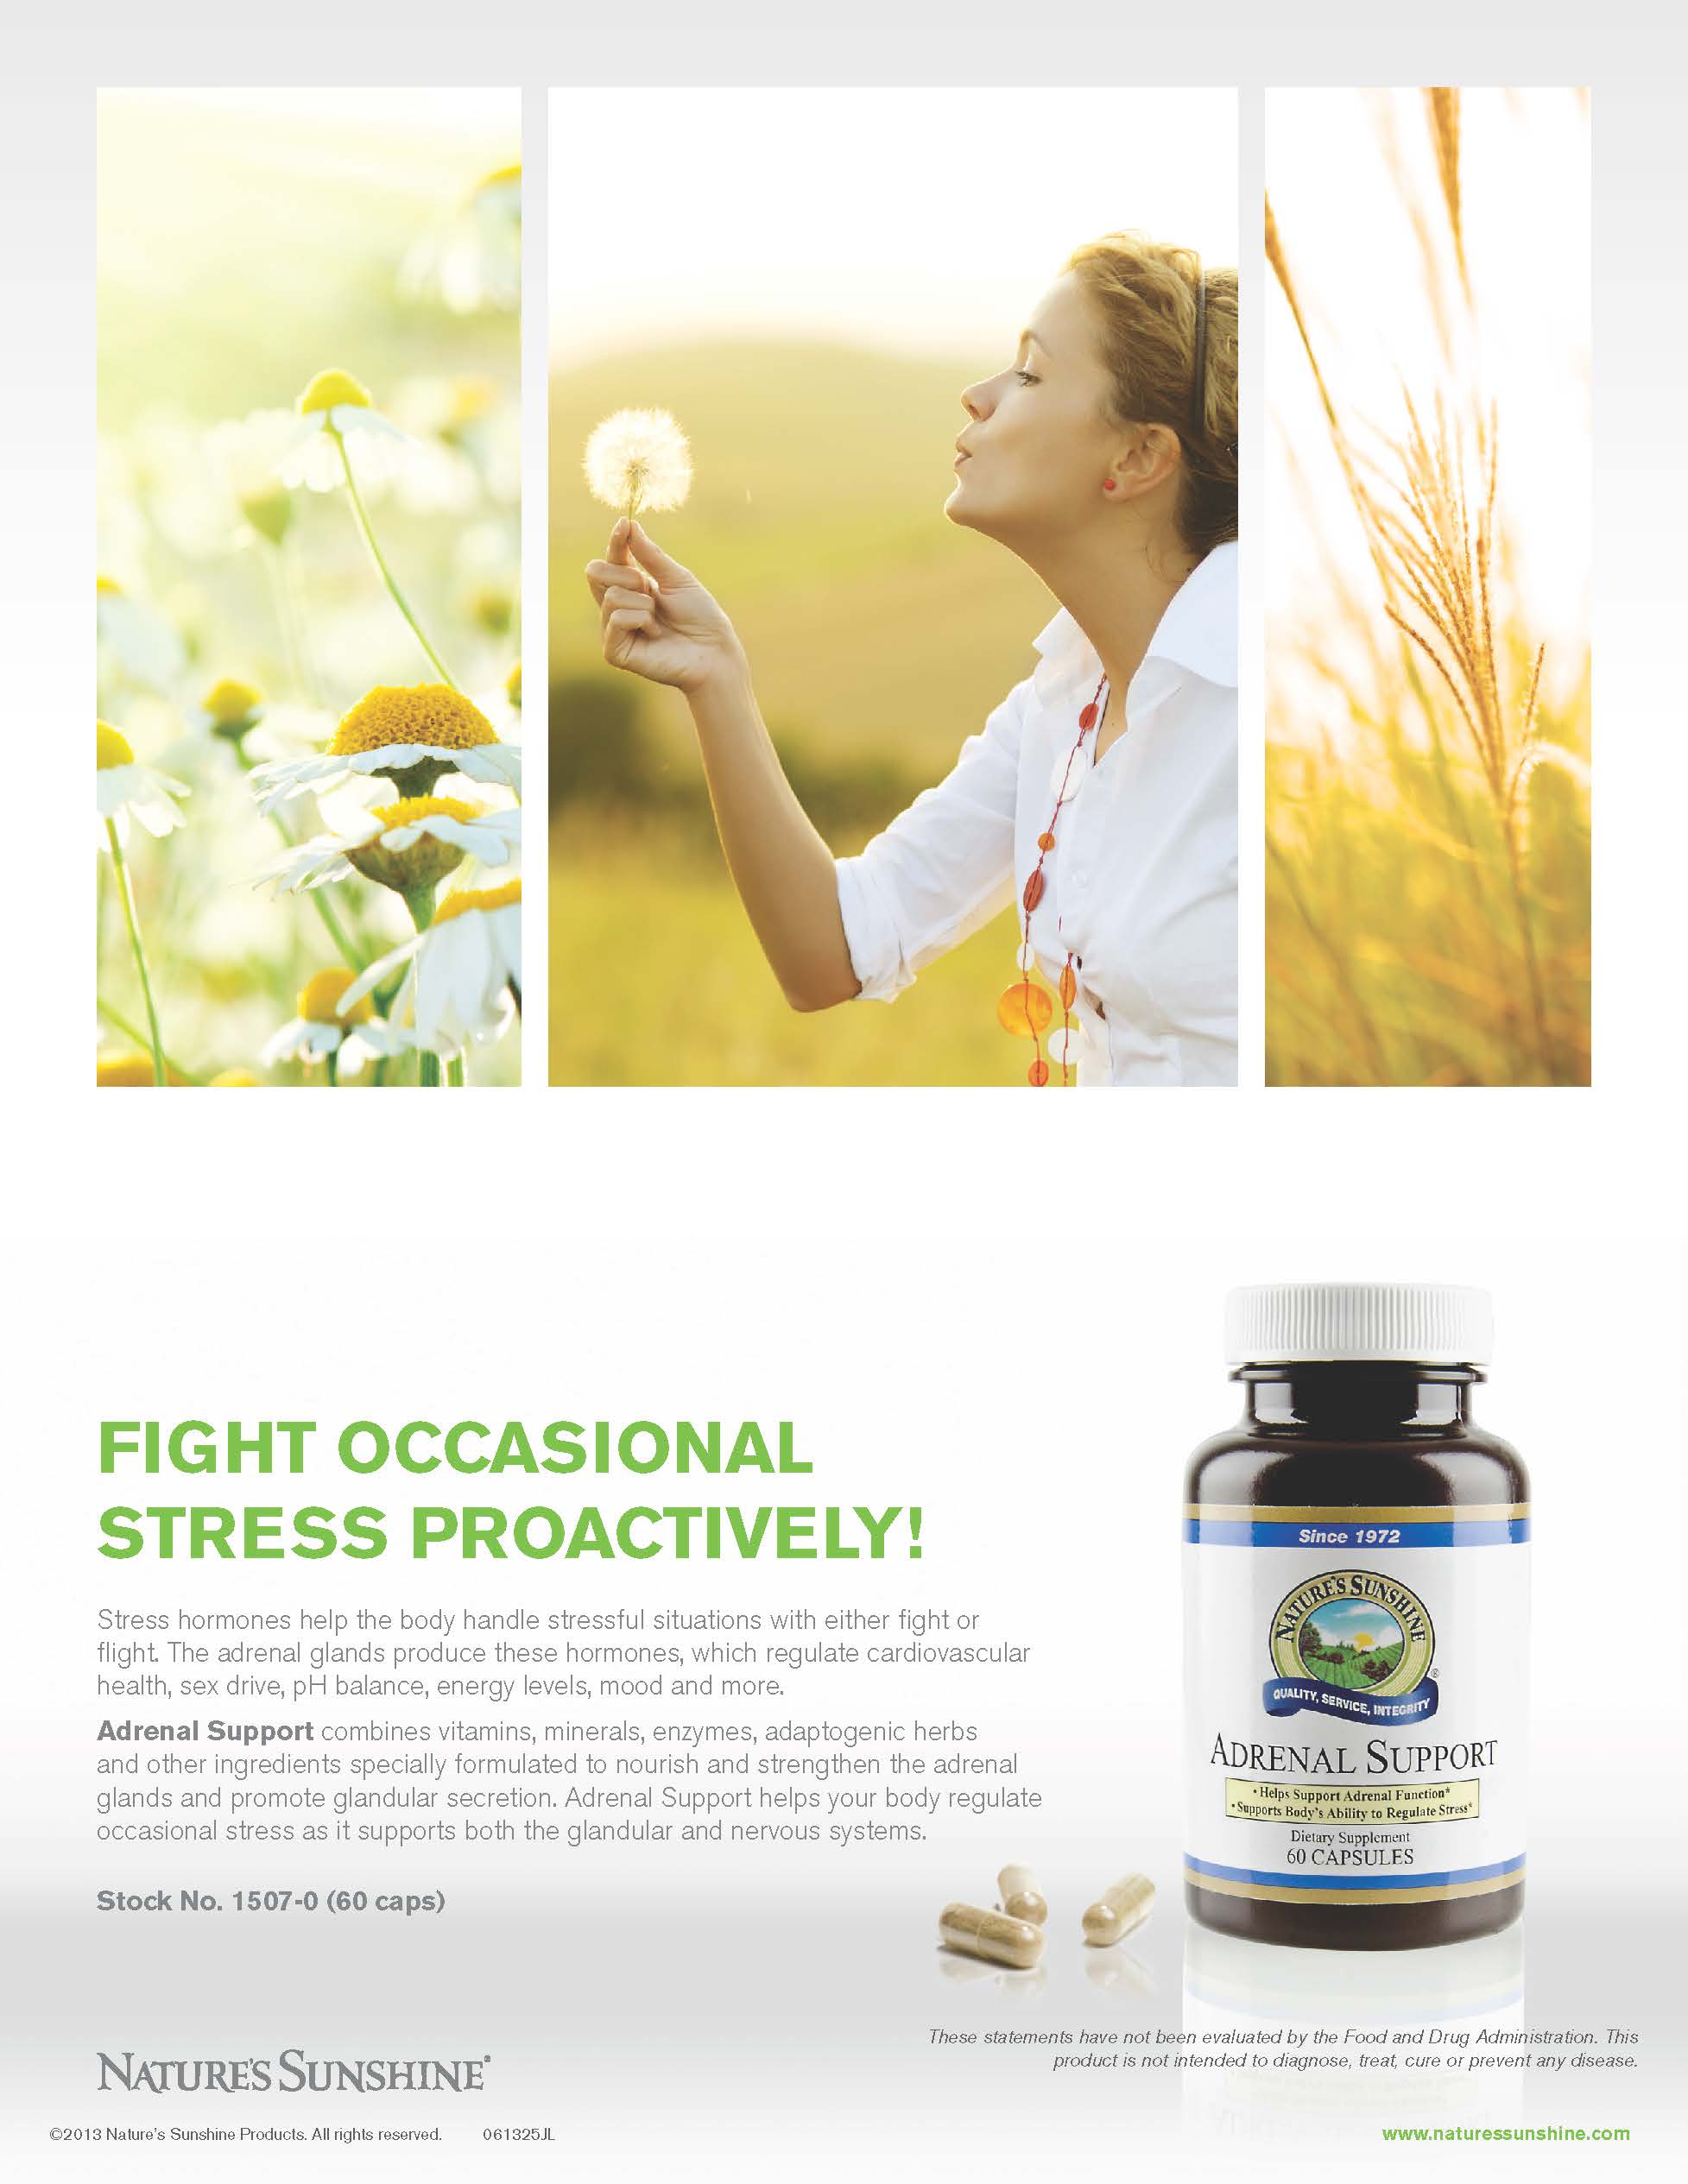 FIGHT OCCASIONAL
STRESS PROACTIVELY!
Stress hormones help the body handle stressful situations with either fight or
flight. The adrenal glands produce these hormones, which regulate cardiovascular
health, sex drive, pH balance, energy levels, mood and more.
Adrenal Support combines vitamins, minerals, enzymes, adaptogenic herbs
and other ingredients specially formulated to nourish and strengthen the adrenal
glands and promote glandular secretion. Adrenal Support helps your body regulate
occasional stress as it supports both the glandular and nervous systems.
Stock No. 1507-0 (60 caps)
Since 1972
NATURE'S SUNSHINE
®
QUALITY, SERVICE, INTEGRITY
ADRENAL SUPPORT
• Helps Support Adrenal Function*
• Supports Body's Ability to Regulate Stress*
Dietary Supplement
60 CAPSULES
These statements have not been evaluated by the Food and Drug Administration. This
product is not intended to diagnose, treat, cure or prevent any disease.
NATURE'S SUNSHINE®
©2013 Nature's Sunshine Products. All rights reserved. 061325JL
www.naturessunshine.com